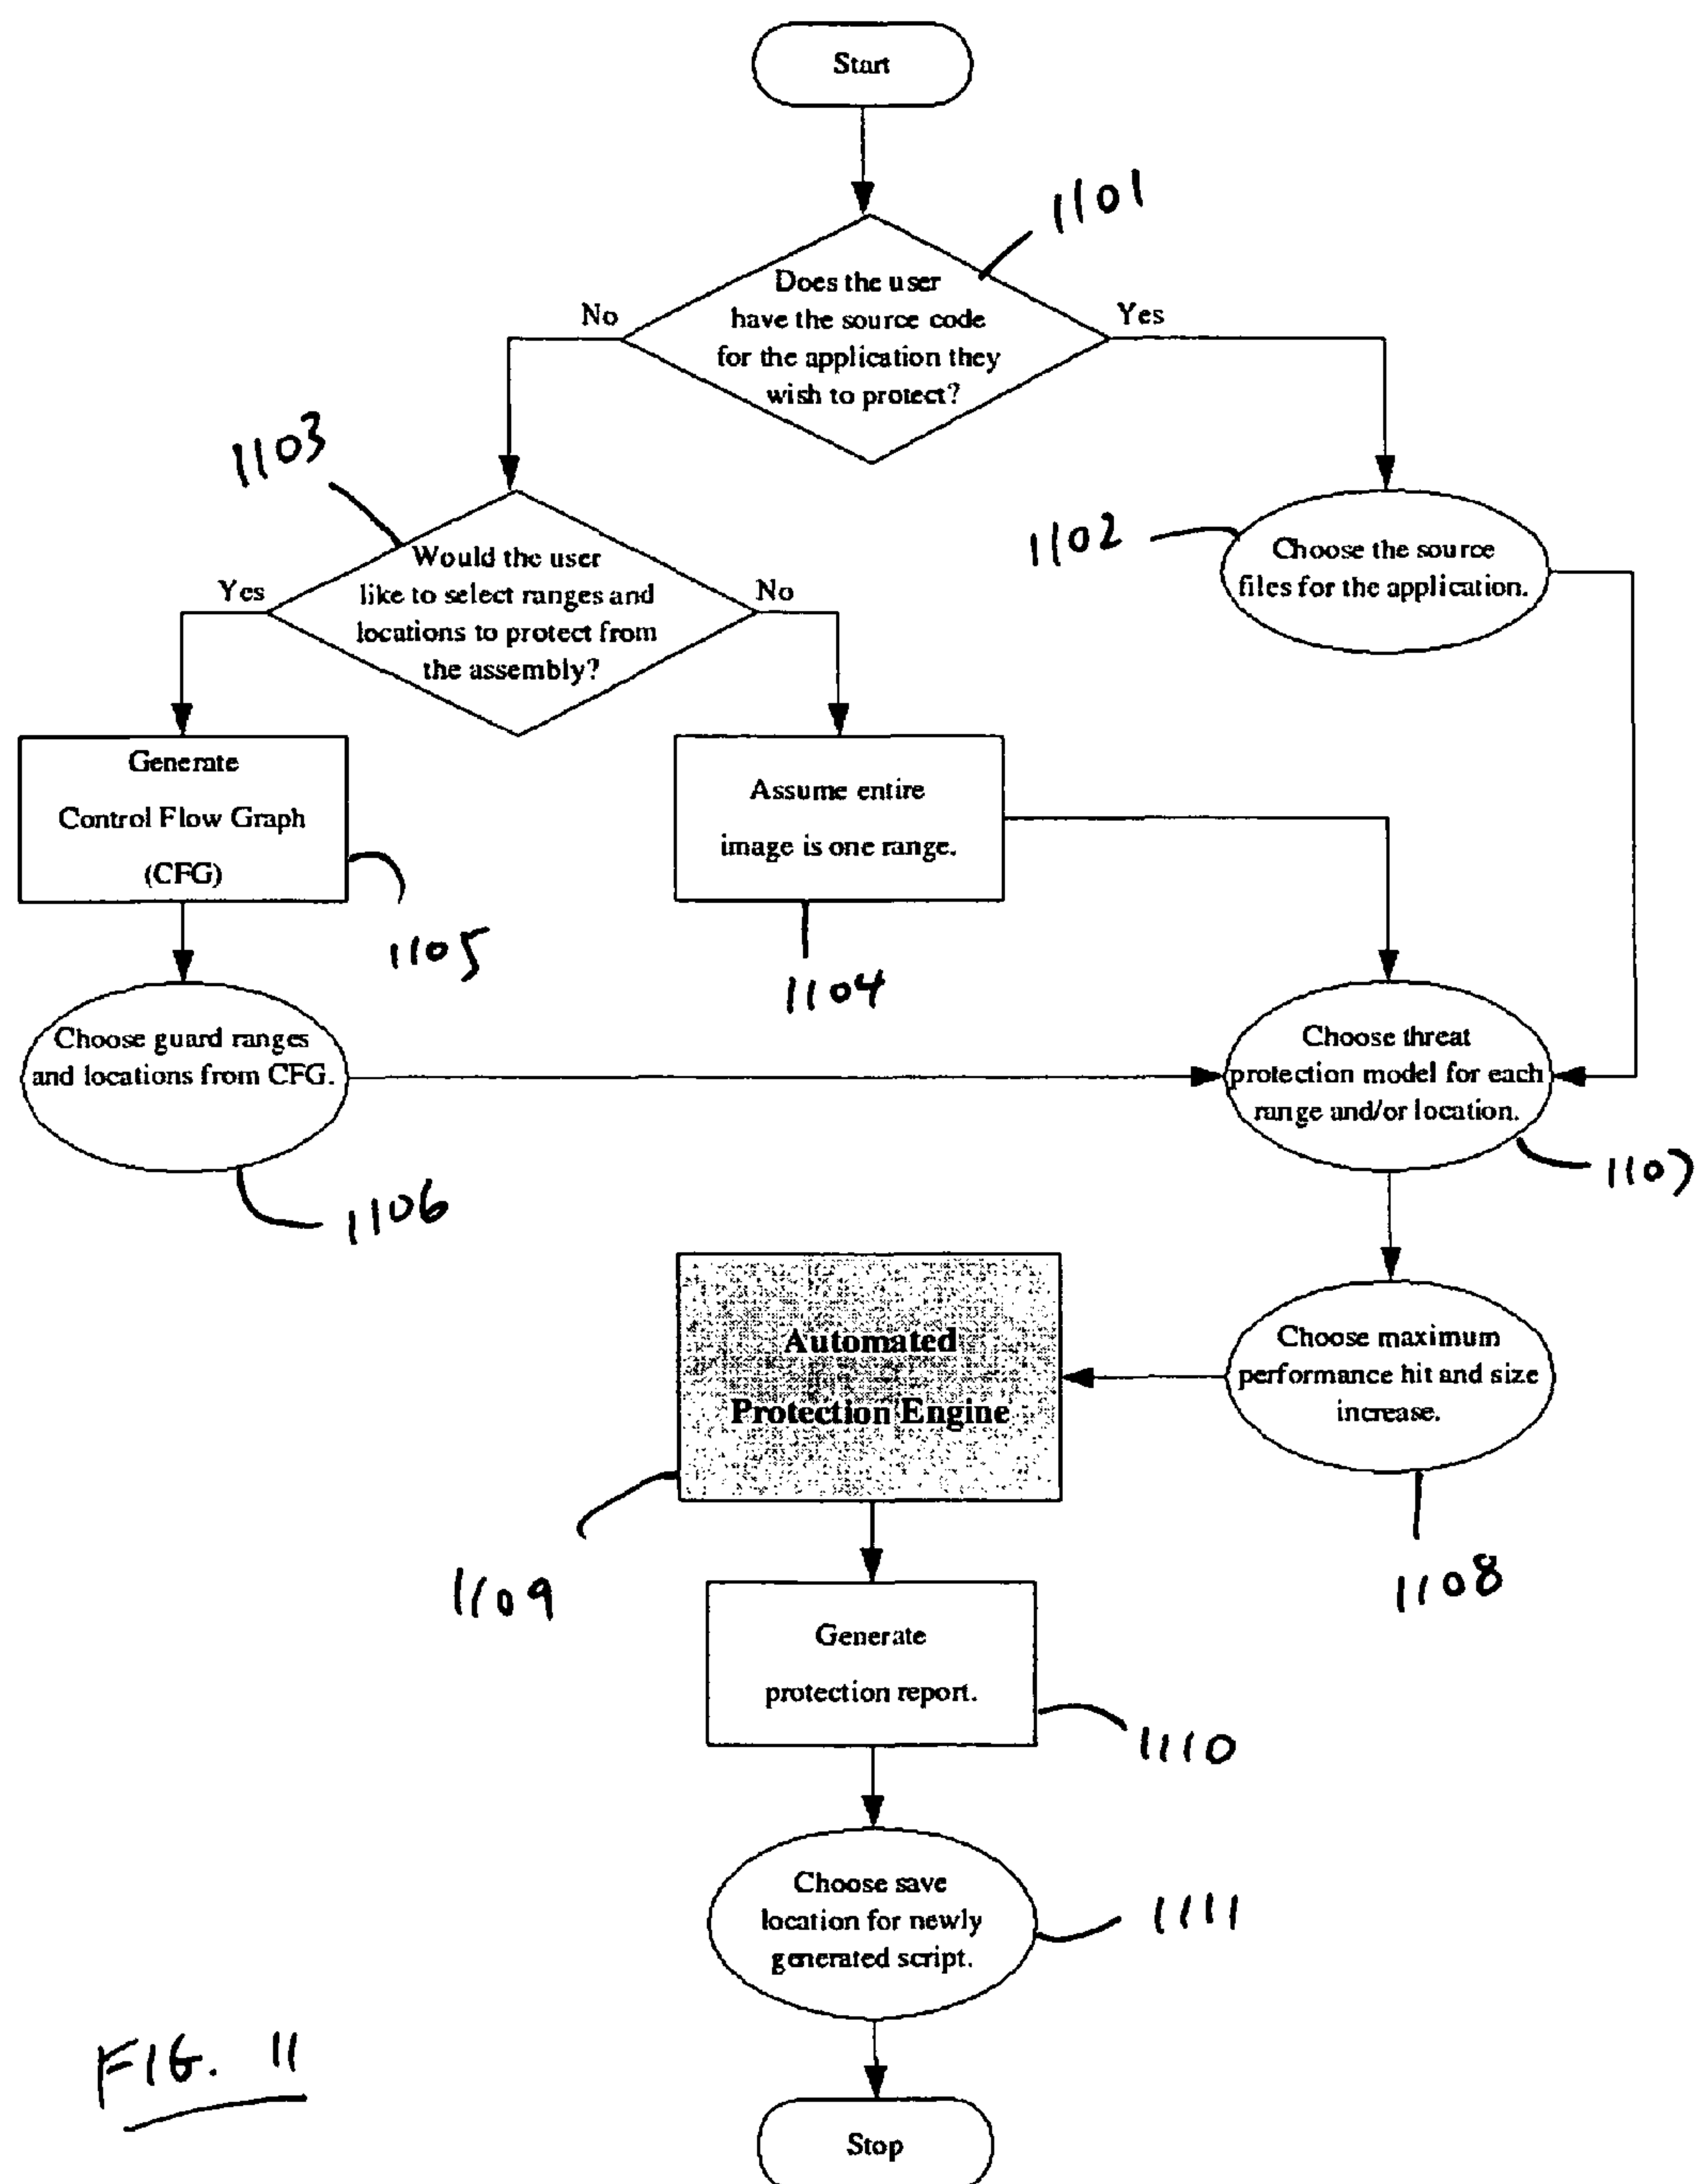 Start
1101
Does the user
have the source code
for the application they
wish to protect?
No
Yes
1103
Would the user
like to select ranges and
locations to protect from
the assembly?
Yes
No
1102
Choose the source
files for the application.
Generate
Control Flow Graph
(CFG)
1105
Assume entire
image is one range.
1104
Choose guard ranges
and locations from CFG.
1106
Choose threat
protection model for each
range and/or location.
1107
Automated
Protection Engine
1109
Choose maximum
performance hit and size
increase.
1108
Generate
protection report.
1110
Choose save
location for newly
generated script.
1111
FIG. 11
Stop